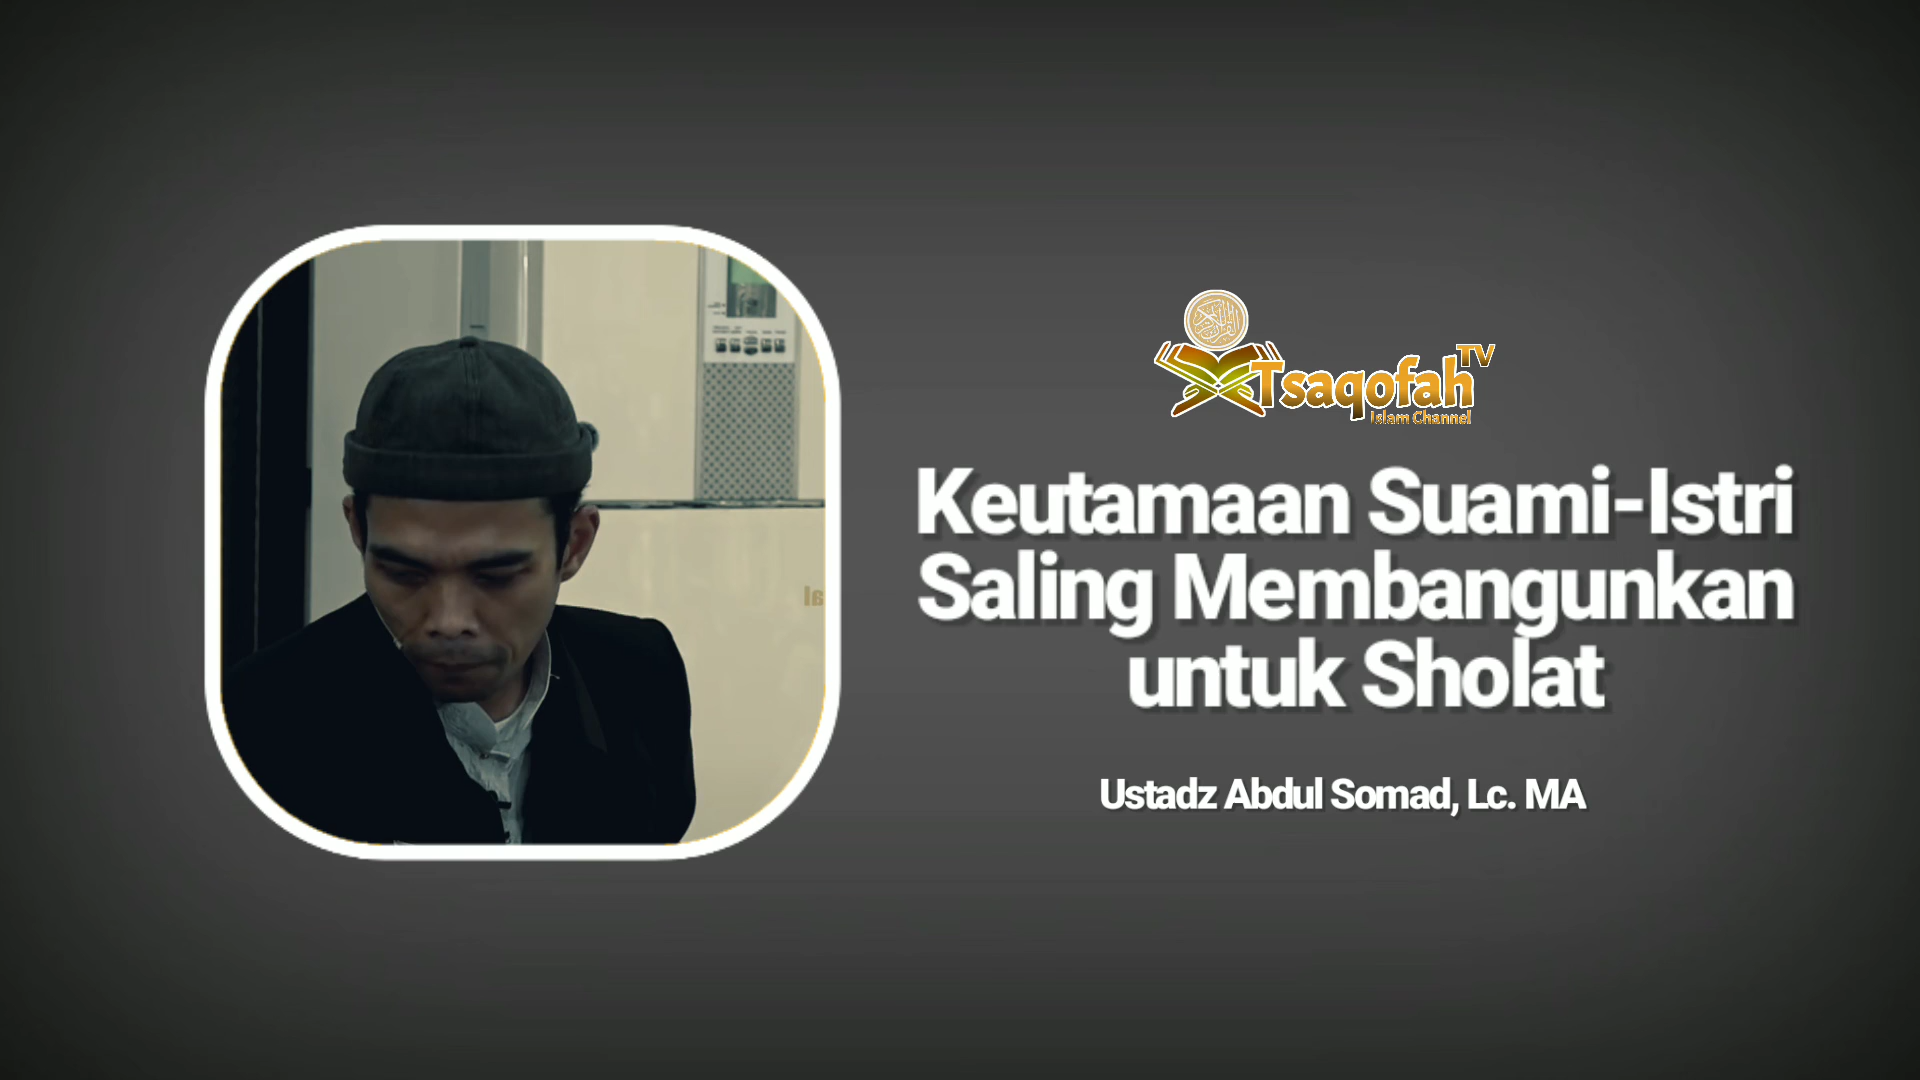 Tsaqofah TV
Islam Channel
Keutamaan Suami-Istri
Saling Membangunkan
untuk Sholat
Ustadz Abdul Somad, Lc. MA